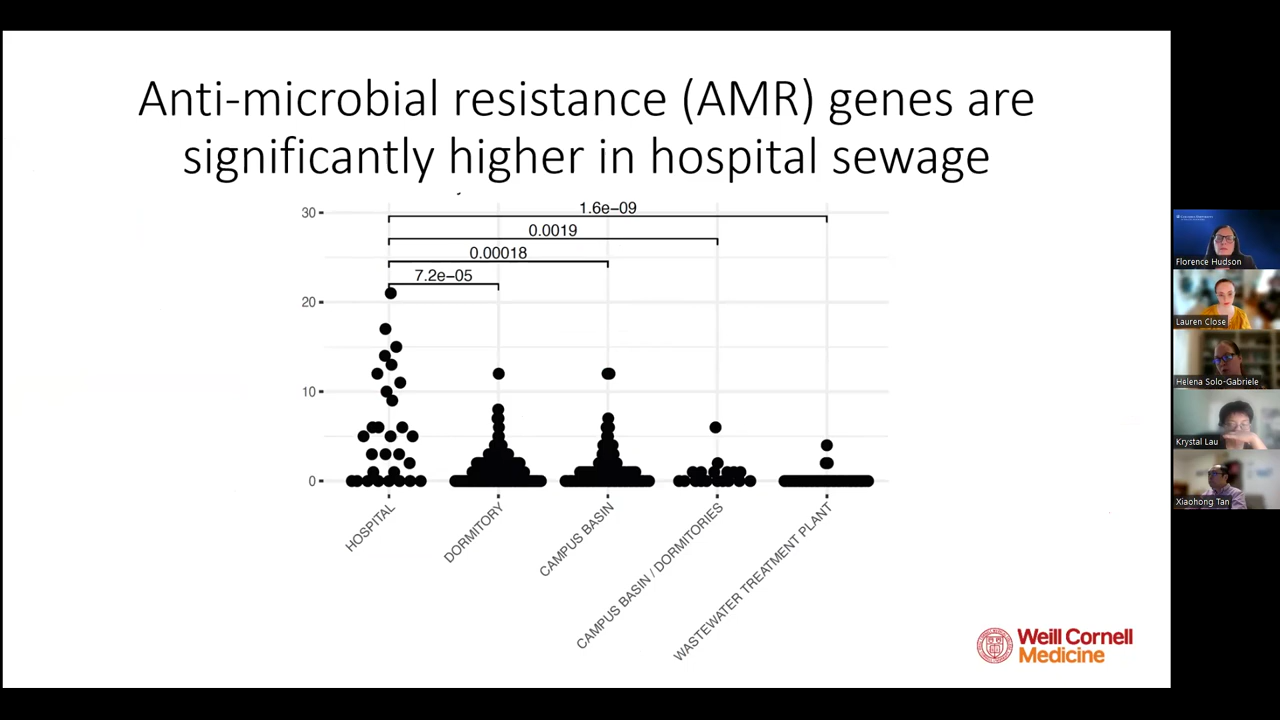 Anti-microbial resistance (AMR) genes are
significantly higher in hospital sewage
30
1.6e−09
0.0019
0.00018
7.2e−05
20
10
0
HOSPITAL
DORMITORY
CAMPUS BASIN
CAMPUS BASIN / DORMITORIES
WASTEWATER TREATMENT PLANT
Weill Cornell
Medicine
Florence Hudson
Lauren Close
Helena Solo-Gabriele
Krystal Lau
Xiaohong Tan